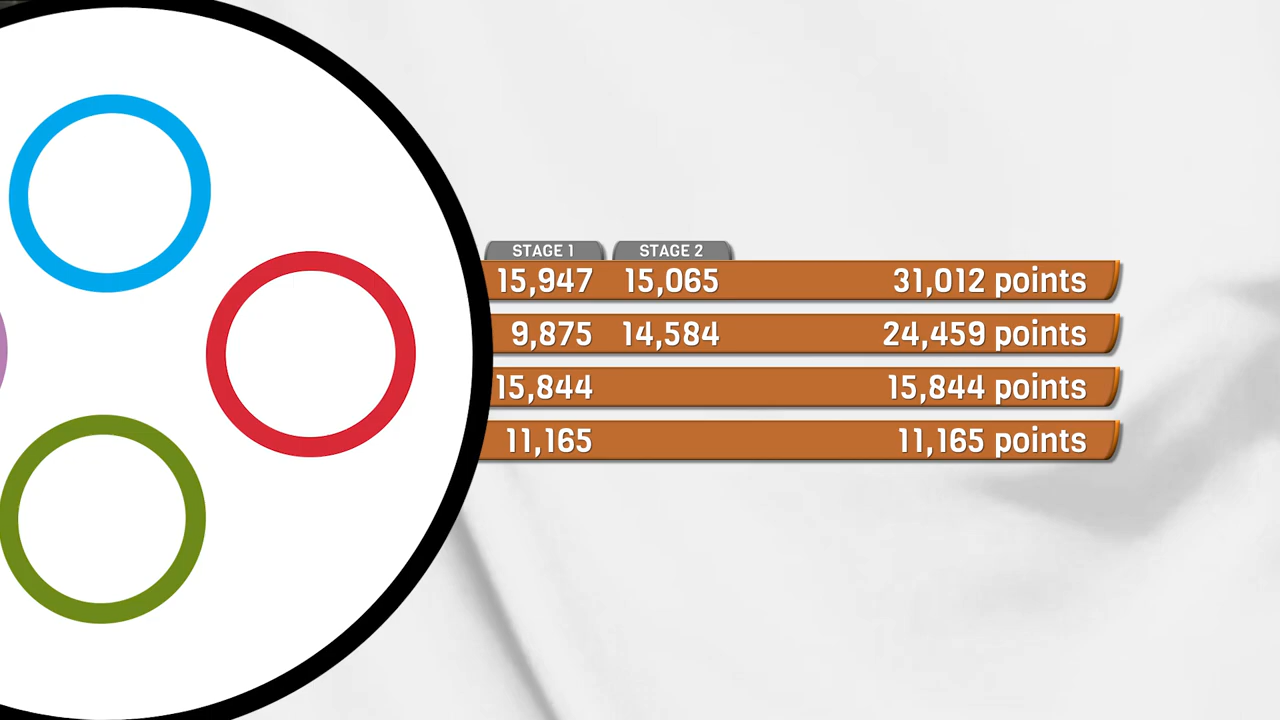 STAGE 1 STAGE 2
15,947 15,065 31,012 points
9,875 14,584 24,459 points
15,844 15,844 points
11,165 11,165 points